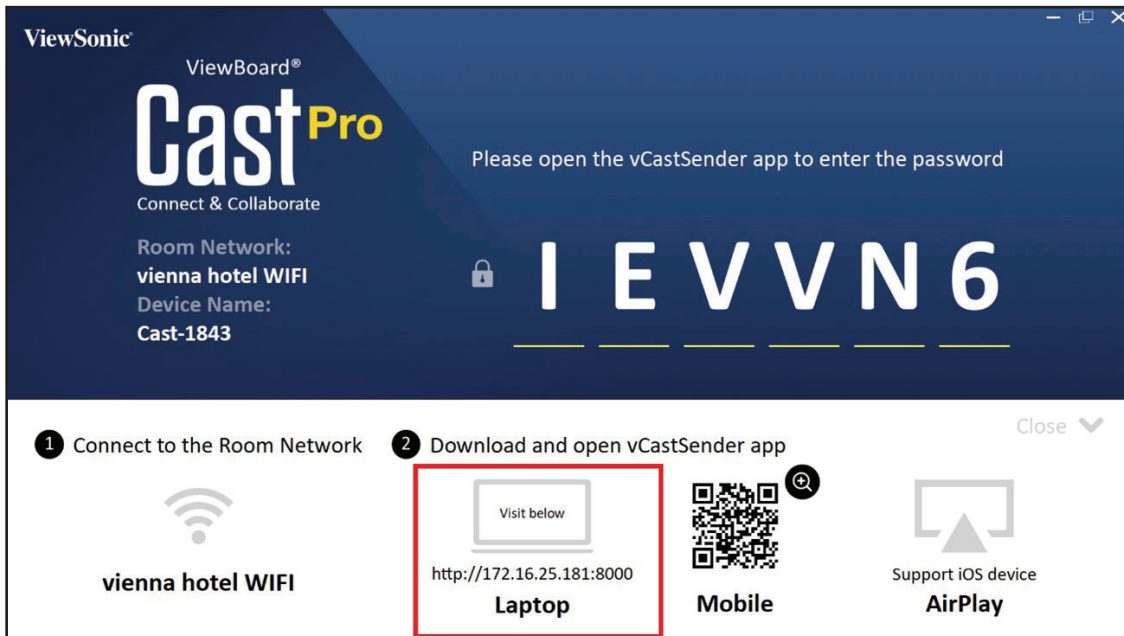 ViewSonic®
ViewBoard®
Cast Pro
Connect & Collaborate
Room Network:
vienna hotel WIFI
Device Name:
Cast-1843
Please open the vCastSender app to enter the password
I E V V N 6
Close
1 Connect to the Room Network
vienna hotel WIFI
2 Download and open vCastSender app
Visit below
http://172.16.25.181:8000
Laptop
Mobile
Support iOS device
AirPlay